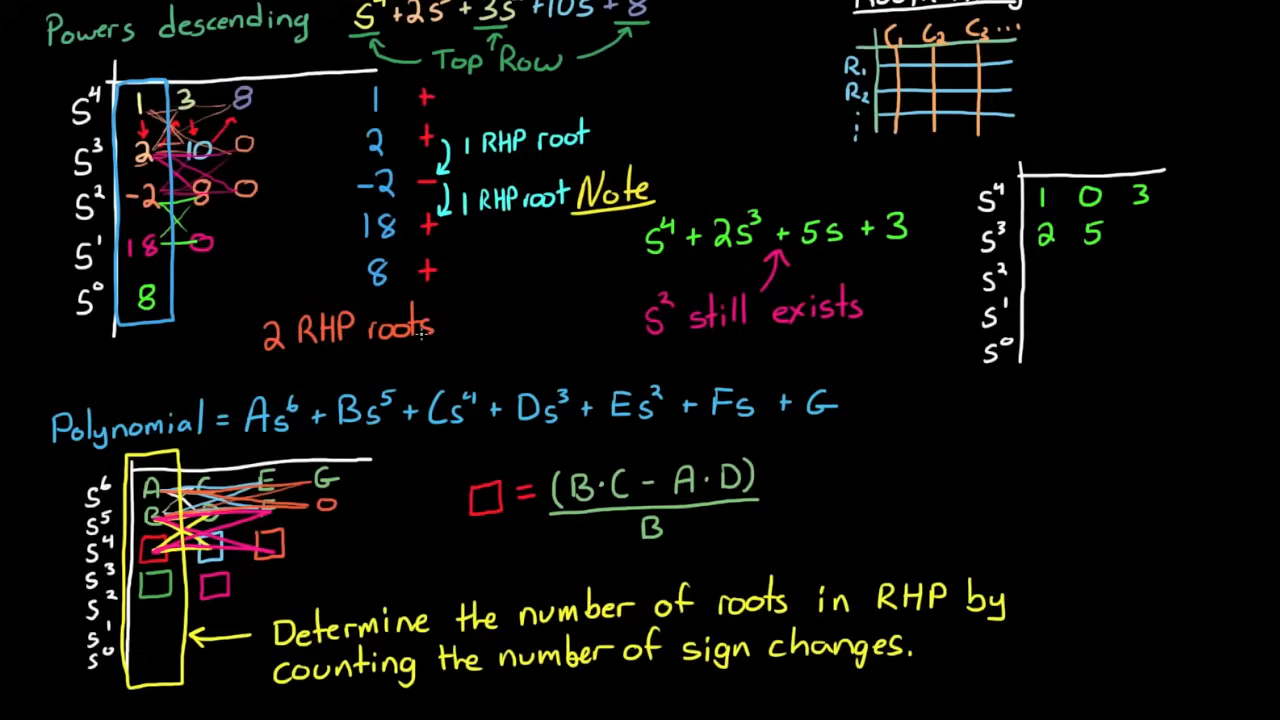 Powers descending
S⁴ + 2s + 3s + 10s + 8
Top Row
S⁴ 1 3 8
S³ 2 10 0
S² -2 8 0
S¹ 18 0
S⁰ 8
1 +
2 +
-2 -
18 +
8 +
1 RHP root
1 RHP root
Note
2 RHP roots
S⁴ + 2s³ + 5s + 3
S² still exists
C₁ C₂ C₃ ...
R₁
R₂
⋮
S⁴ 1 0 3
S³ 2 5
S²
S¹
S⁰
Polynomial = As⁶ + Bs⁵ + Cs⁴ + Ds³ + Es² + Fs + G
S⁶ A C E G
S⁵ B D F 0
S⁴
S³
S²
S¹
S⁰
□ = (B·C - A·D)
B
Determine the number of roots in RHP by
counting the number of sign changes.